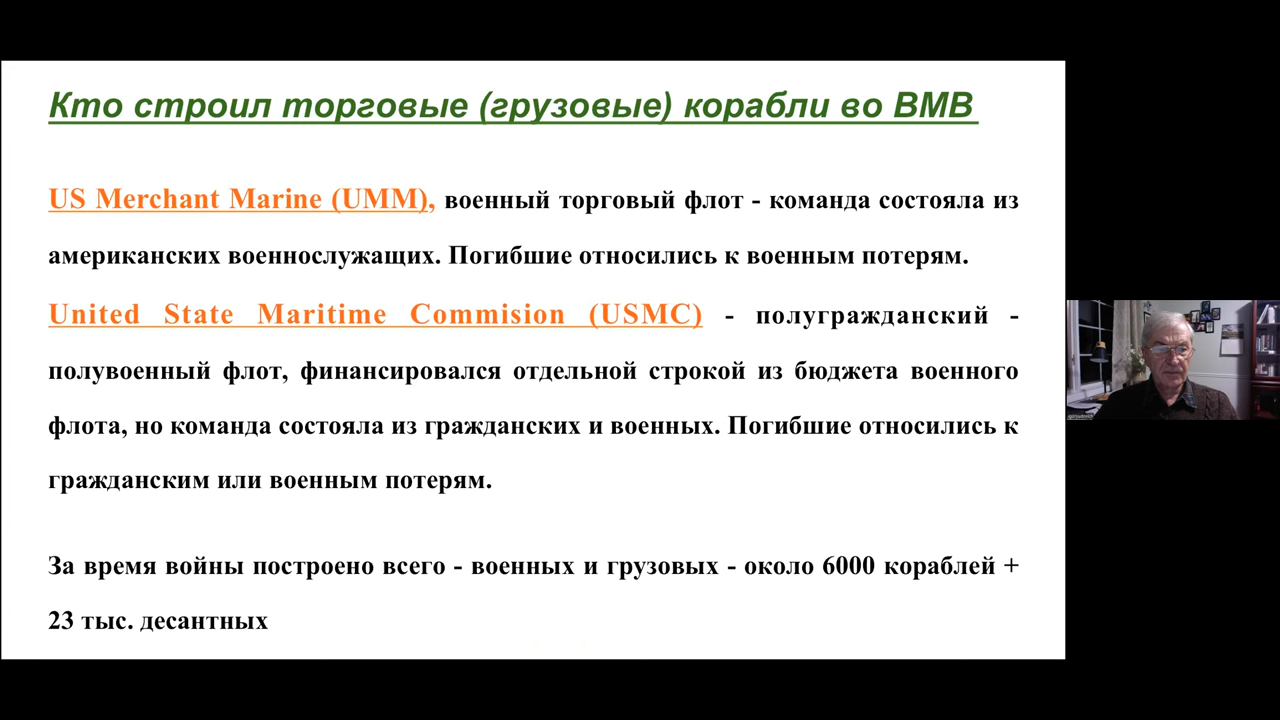 Кто строил торговые (грузовые) корабли во ВМВ
US Merchant Marine (UMM), военный торговый флот - команда состояла из
американских военнослужащих. Погибшие относились к военным потерям.
United State Maritime Commision (USMC) - полугражданский -
полувоенный флот, финансировался отдельной строкой из бюджета военного
флота, но команда состояла из гражданских и военных. Погибшие относились к
гражданским или военным потерям.
За время войны построено всего - военных и грузовых - около 6000 кораблей +
23 тыс. десантных